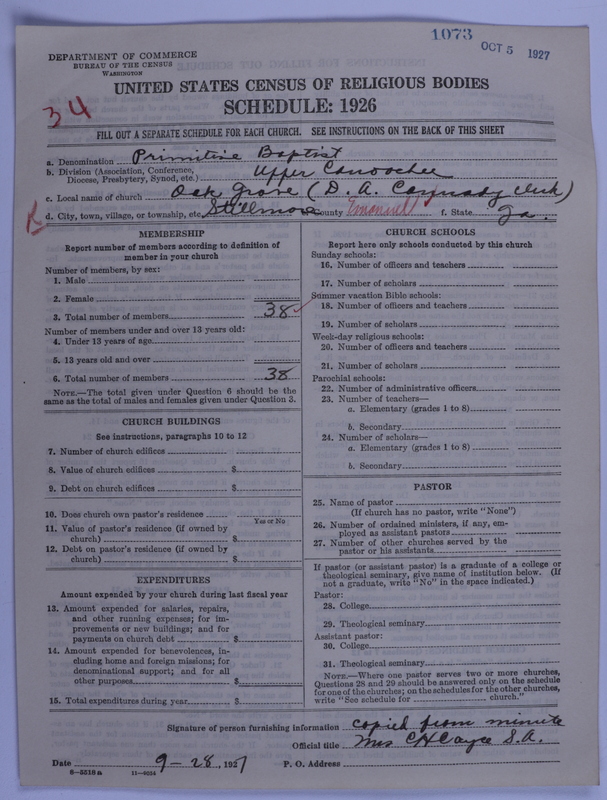 1073
OCT 5 1927
DEPARTMENT OF COMMERCE
BUREAU OF THE CENSUS
WASHINGTON
UNITED STATES CENSUS OF RELIGIOUS BODIES
SCHEDULE: 1926
34
FILL OUT A SEPARATE SCHEDULE FOR EACH CHURCH. SEE INSTRUCTIONS ON THE BACK OF THIS SHEET
a. Denomination Primitive Baptist
b. Division (Association, Conference, Diocese, Presbytery, Synod, etc.) Upper Canoochee
c. Local name of church Oak Grove (D. A. Canady Clerk)
d. City, town, village, or township, etc. Stillmore County Emanuel f. State Ga.
MEMBERSHIP
Report number of members according to definition of
member in your church
Number of members, by sex:
1. Male
2. Female
3. Total number of members 38
Number of members under and over 13 years old:
4. Under 13 years of age
5. 13 years old and over
6. Total number of members 38
NOTE.—The total given under Question 6 should be
same as the total of males and females given under Question 3.
CHURCH BUILDINGS
See instructions, paragraphs 10 to 12
7. Number of church edifices
8. Value of church edifices $
9. Debt on church edifices $
10. Does church own pastor's residence
Yes or No
11. Value of pastor's residence (if owned by
church) $
12. Debt on pastor's residence (if owned by
church) $
EXPENDITURES
Amount expended by your church during last fiscal year
13. Amount expended for salaries, repairs,
and other running expenses; for im-
provements or new buildings; and for
payments on church debt $
14. Amount expended for benevolences, in-
cluding home and foreign missions; for
denominational support; and for all
other purposes $
15. Total expenditures during year $
CHURCH SCHOOLS
Report here only schools conducted by this church
Sunday schools:
16. Number of officers and teachers
17. Number of scholars
Summer vacation Bible schools:
18. Number of officers and teachers
19. Number of scholars
Week-day religious schools:
20. Number of officers and teachers
21. Number of scholars
Parochial schools:
22. Number of administrative officers
23. Number of teachers—
a. Elementary (grades 1 to 8)
b. Secondary
24. Number of scholars—
a. Elementary (grades 1 to 8)
b. Secondary
PASTOR
25. Name of pastor
(If church has no pastor, write "None")
26. Number of ordained ministers, if any, em-
ployed as assistant pastors
27. Number of other churches served by the
pastor or his assistants
If pastor (or assistant pastor) is a graduate of a college or
theological seminary, give name of institution below. (If
not a graduate, write "No" in the space indicated.)
Pastor:
28. College
29. Theological seminary
Assistant pastor:
30. College
31. Theological seminary
NOTE.—Where one pastor serves two or more churches,
Questions 28 and 29 should be answered only on the schedule
for one of the churches; on the schedules for the other churches,
write "See schedule for church."
Signature of person furnishing information copied from minute
Official title Mrs C H Cayce S.A.
Date 9-28, 1927 P. O. Address
8-5518a 11-4034